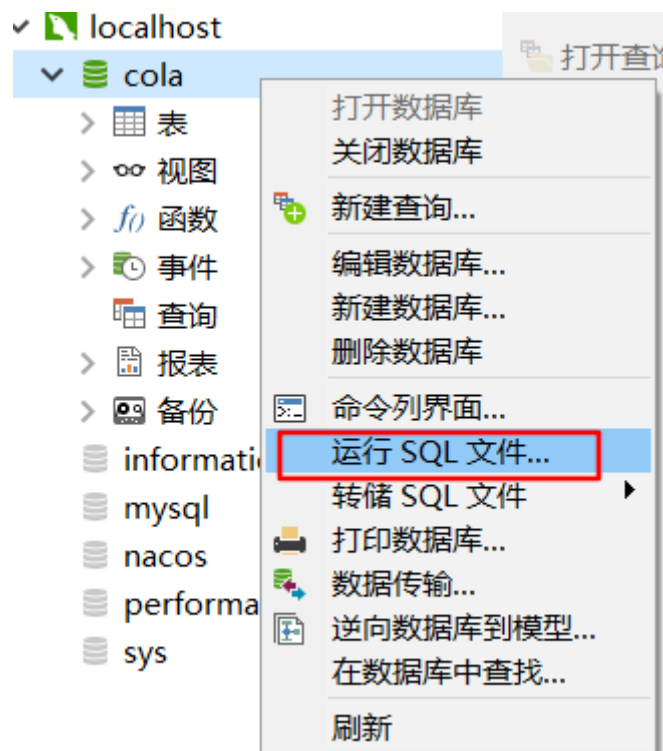 localhost
打开查
cola
表
视图
f() 函数
事件
查询
报表
备份
informati
mysql
nacos
performa
sys
打开数据库
关闭数据库
新建查询...
编辑数据库...
新建数据库...
删除数据库
命令列界面...
运行 SQL 文件...
转储 SQL 文件
打印数据库...
数据传输...
逆向数据库到模型...
在数据库中查找...
刷新